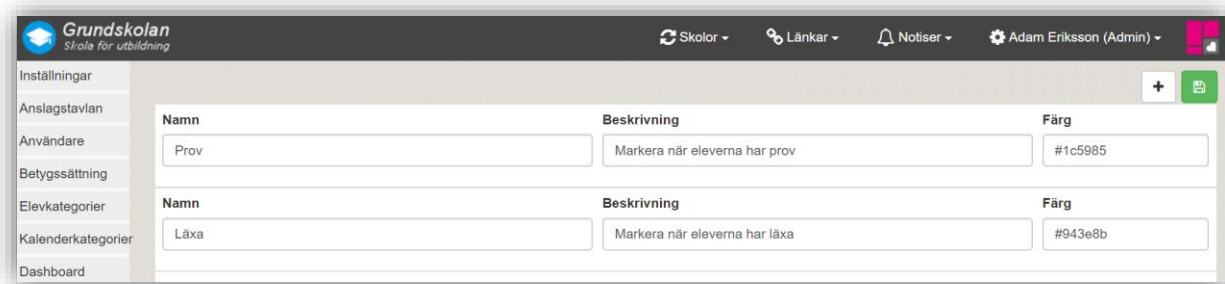 Grundskolan
Skola för utbildning
Skolor Länkar Notiser Adam Eriksson (Admin)
Inställningar
Anslagstavlan
Användare
Betygssättning
Elevkategorier
Kalenderkategorier
Dashboard
+
Namn Beskrivning Färg
Prov Markera när eleverna har prov #1c5985
Namn Beskrivning Färg
Läxa Markera när eleverna har läxa #943e8b